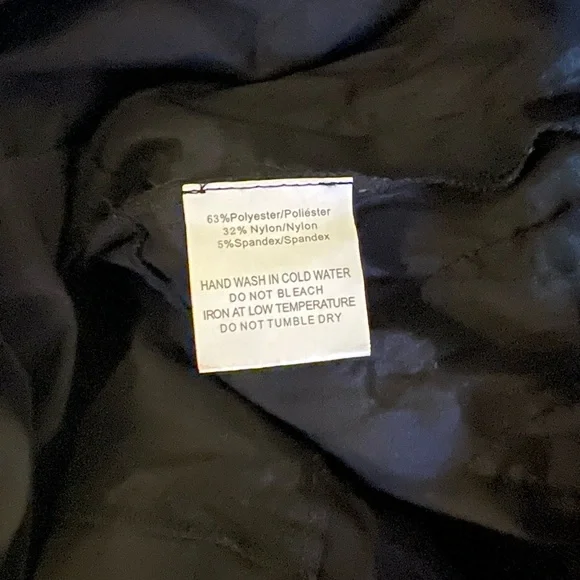 63%Polyester/Poliéster
32% Nylon/Nylon
5%Spandex/Spandex
HAND WASH IN COLD WATER
DO NOT BLEACH
IRON AT LOW TEMPERATURE
DO NOT TUMBLE DRY